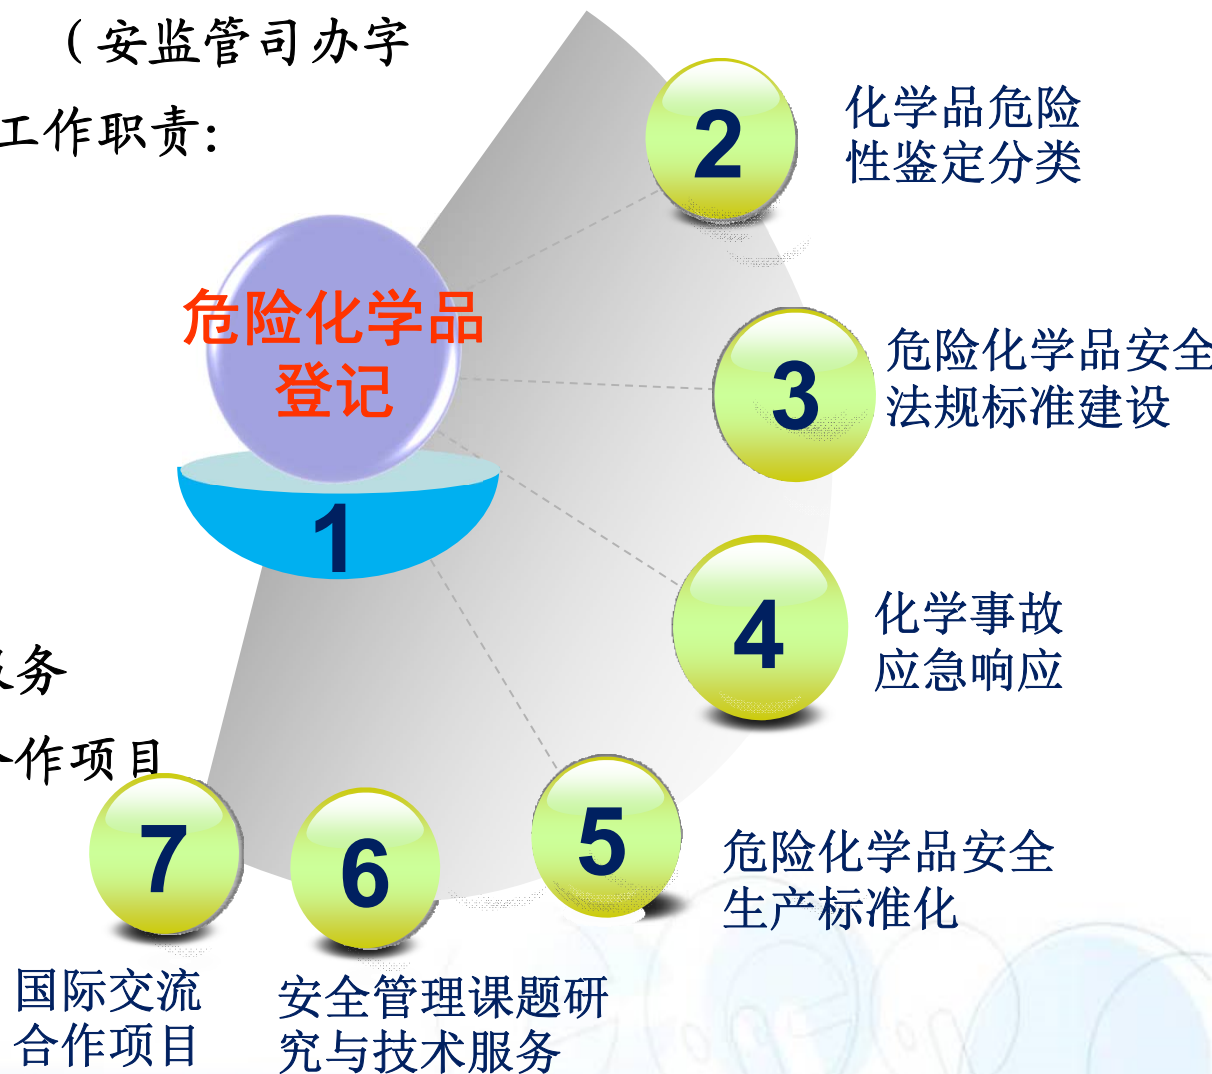 （安监管司办字
工作职责：
2
化学品危险
性鉴定分类
危险化学品
登记
1
3
危险化学品安全
法规标准建设
4
化学事故
应急响应
服务
合作项目
5
危险化学品安全
生产标准化
6
安全管理课题研
究与技术服务
7
国际交流
合作项目